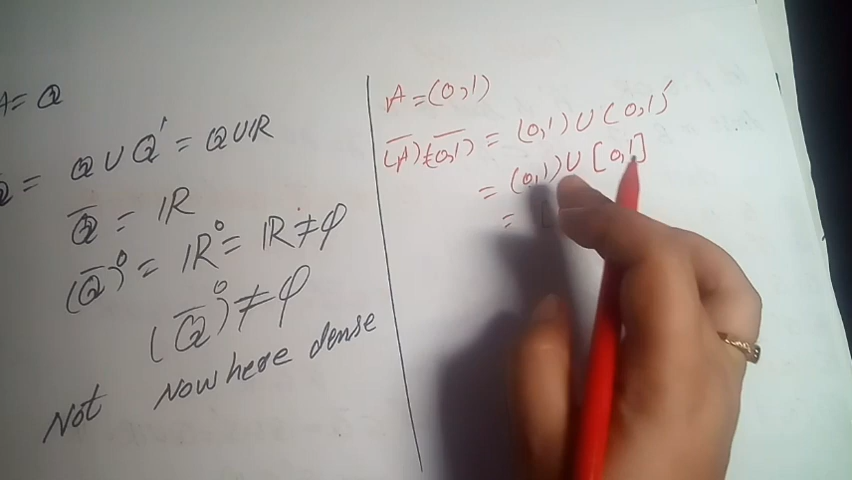 A = Q
Q̅ = Q ∪ Q' = Q ∪ ℝ
Q̅ = ℝ
(Q̅)° = ℝ° = ℝ ≠ φ
(Q̅)° ≠ φ
Not Nowhere dense
A = (0,1)
(A̅) = (0,1)̅ = (0,1) ∪ (0,1)'
= (0,1) ∪ [0,1]
= [